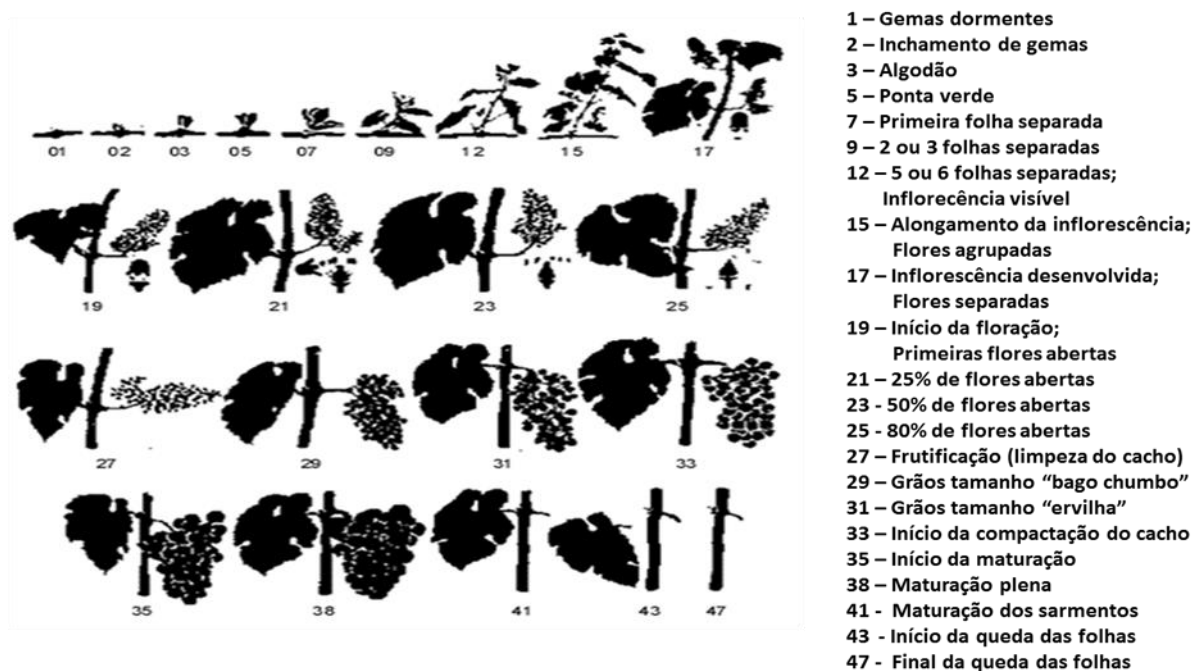 01 02 03 05 07 09 12 15 17
19 21 23 25
27 29 31 33
35 38 41 43 47
1 – Gemas dormentes
2 – Inchamento de gemas
3 – Algodão
5 – Ponta verde
7 – Primeira folha separada
9 – 2 ou 3 folhas separadas
12 – 5 ou 6 folhas separadas;
Inflorecência visível
15 – Alongamento da inflorescência;
Flores agrupadas
17 – Inflorescência desenvolvida;
Flores separadas
19 – Início da floração;
Primeiras flores abertas
21 – 25% de flores abertas
23 - 50% de flores abertas
25 - 80% de flores abertas
27 – Frutificação (limpeza do cacho)
29 – Grãos tamanho “bago chumbo”
31 – Grãos tamanho “ervilha”
33 – Início da compactação do cacho
35 – Início da maturação
38 – Maturação plena
41 - Maturação dos sarmentos
43 - Início da queda das folhas
47 - Final da queda das folhas